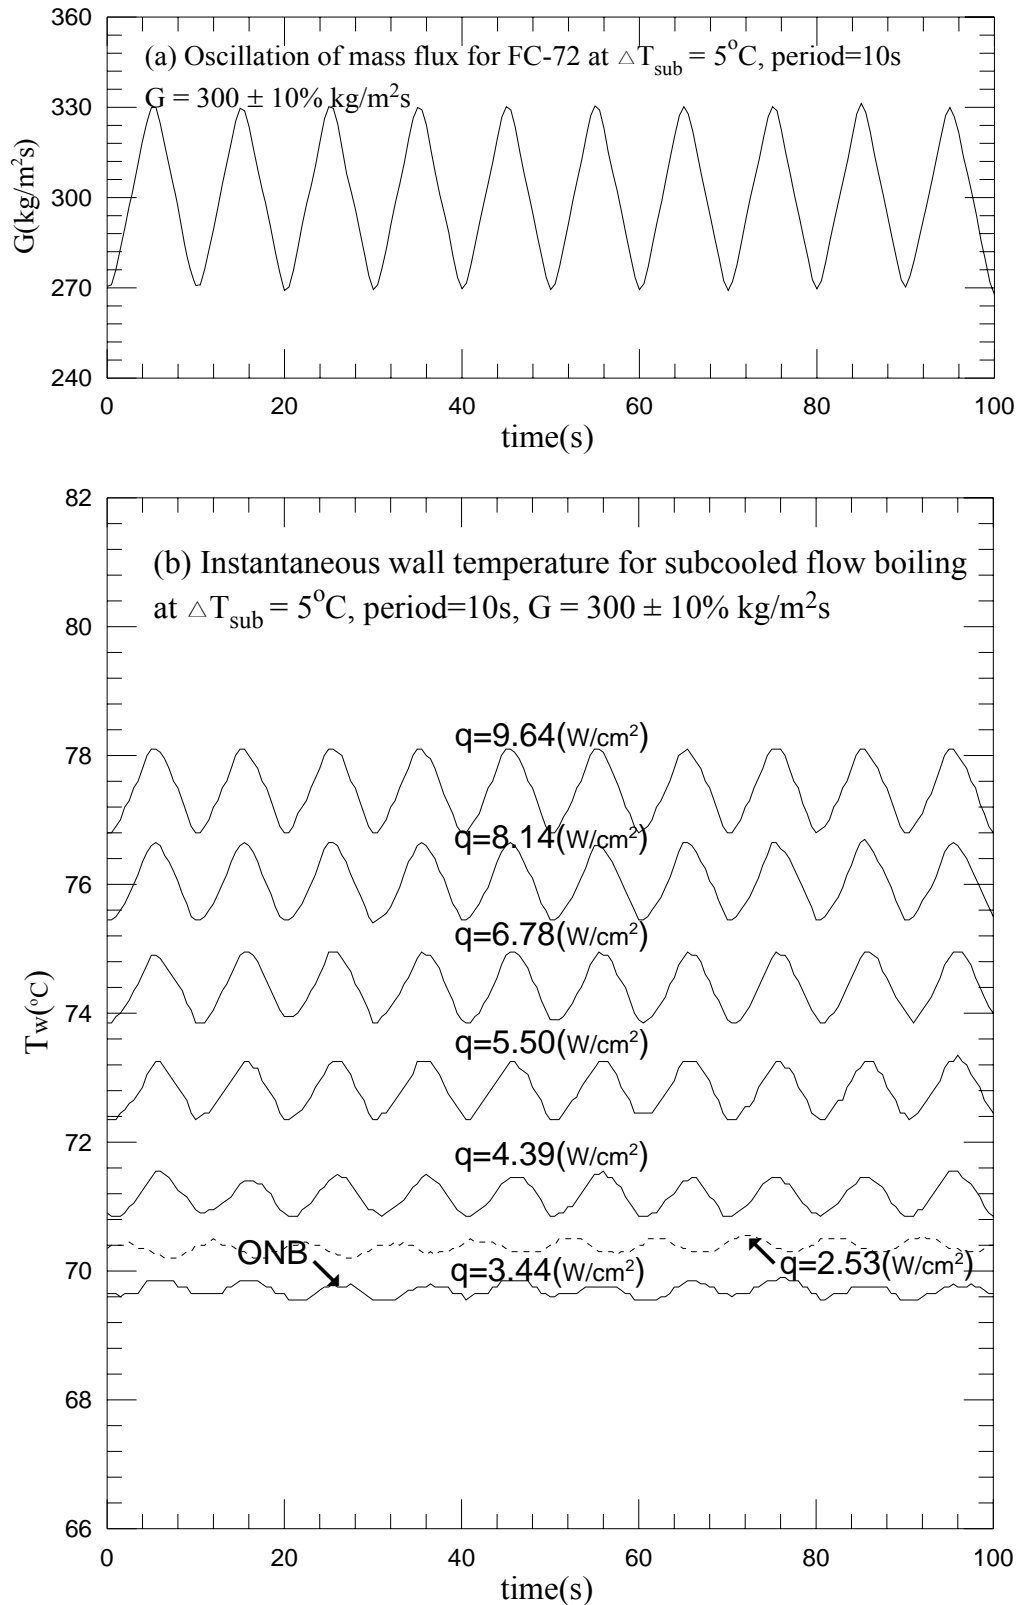 360
(a) Oscillation of mass flux for FC-72 at △T_sub = 5°C, period=10s
G = 300 ± 10% kg/m²s
330
300
270
240
G(kg/m²s)
0 20 40 60 80 100
time(s)
82
(b) Instantaneous wall temperature for subcooled flow boiling
at △T_sub = 5°C, period=10s, G = 300 ± 10% kg/m²s
80
q=9.64(W/cm²)
78
q=8.14(W/cm²)
76
q=6.78(W/cm²)
74
Tw(°C)
q=5.50(W/cm²)
72
q=4.39(W/cm²)
ONB
70
q=3.44(W/cm²)
q=2.53(W/cm²)
68
66
0 20 40 60 80 100
time(s)